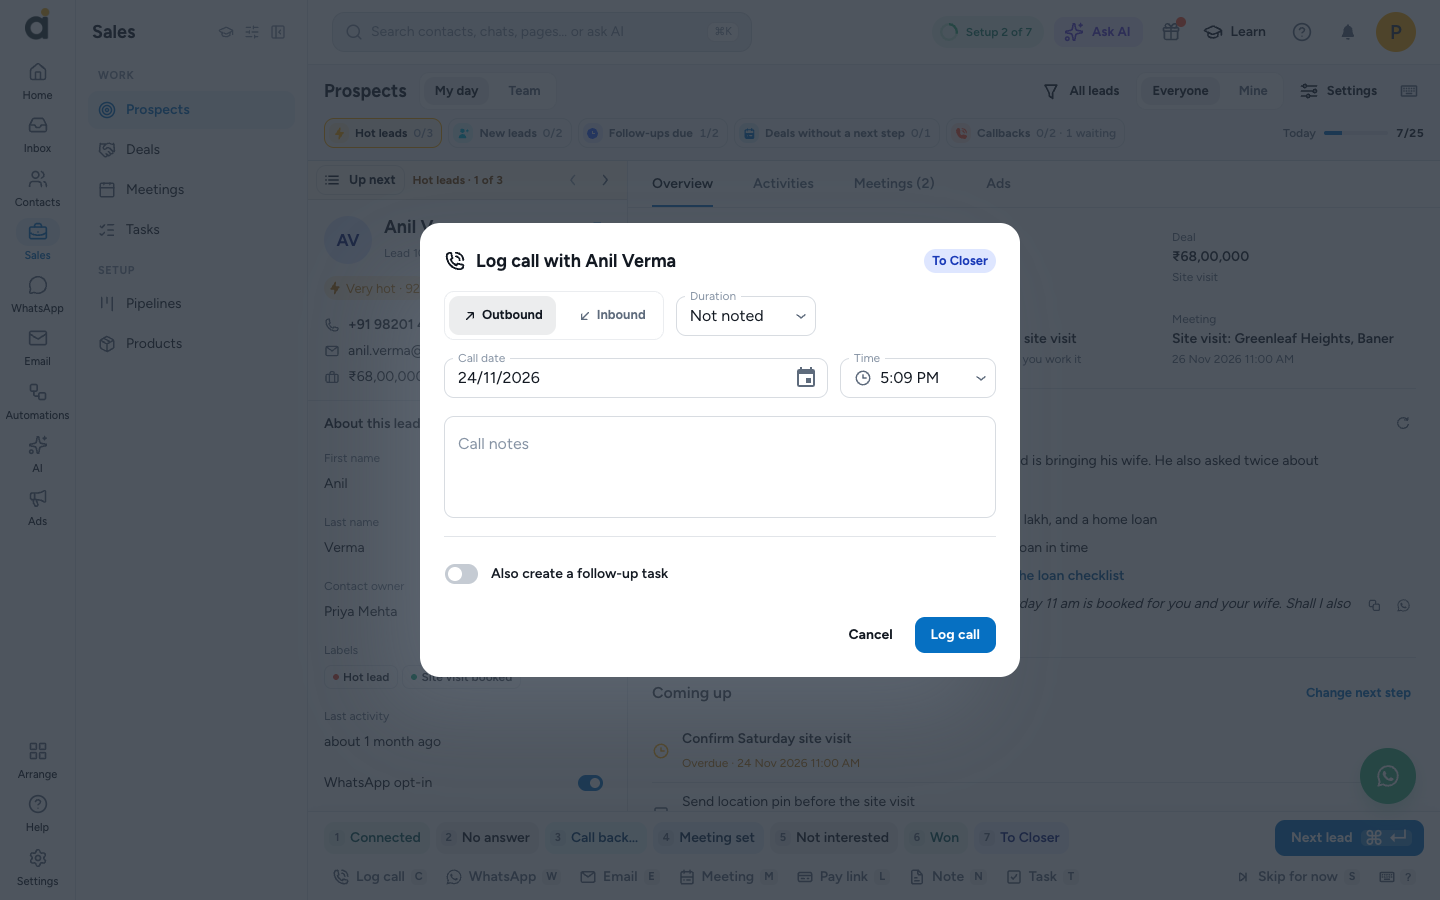 Sales
Search contacts, chats, pages... or ask AI
⌘K
Setup 2 of 7
Ask AI
Learn
P
Home
Inbox
Contacts
Sales
WhatsApp
Email
Automations
AI
Ads
Arrange
Help
Settings
WORK
Prospects
Deals
Meetings
Tasks
SETUP
Pipelines
Products
Prospects
My day
Team
All leads
Everyone
Mine
Settings
Hot leads 0/3
New leads 0/2
Follow-ups due 1/2
Deals without a next step 0/1
Callbacks 0/2 · 1 waiting
Today
7/25
Up next
Hot leads · 1 of 3
Overview
Activities
Meetings (2)
Ads
AV
Anil V
Very hot · 92
+91 98201
anil.verma@
₹68,00,000
About this lead
First name
Anil
Last name
Verma
Contact owner
Priya Mehta
Labels
Hot lead
Site visit booked
Last activity
about 1 month ago
WhatsApp opt-in
Log call with Anil Verma
To Closer
Outbound
Inbound
Duration
Not noted
Call date
24/11/2026
Time
5:09 PM
Call notes
Also create a follow-up task
Cancel
Log call
Deal
₹68,00,000
Site visit
Meeting
site visit
Site visit: Greenleaf Heights, Baner
you work it
26 Nov 2026 11:00 AM
d is bringing his wife. He also asked twice about
lakh, and a home loan
oan in time
he loan checklist
day 11 am is booked for you and your wife. Shall I also
Coming up
Change next step
Confirm Saturday site visit
Overdue · 24 Nov 2026 11:00 AM
Send location pin before the site visit
1 Connected
2 No answer
3 Call back...
4 Meeting set
5 Not interested
6 Won
7 To Closer
Next lead ⌘
Log call C
WhatsApp W
Email E
Meeting M
Pay link L
Note N
Task T
Skip for now S
?